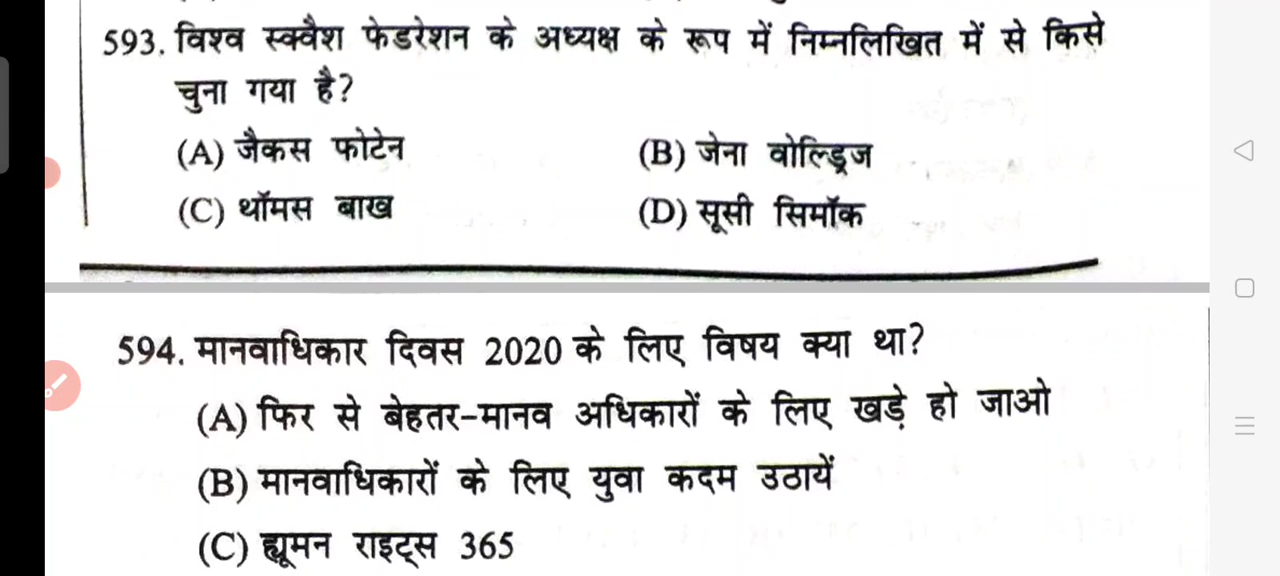 593. विश्व स्क्वैश फेडरेशन के अध्यक्ष के रूप में निम्नलिखित में से किसे
चुना गया है?
(A) जैकस फोटेन (B) जेना वोल्ड्रिज
(C) थॉमस बाख (D) सूसी सिमॉक
594. मानवाधिकार दिवस 2020 के लिए विषय क्या था?
(A) फिर से बेहतर-मानव अधिकारों के लिए खड़े हो जाओ
(B) मानवाधिकारों के लिए युवा कदम उठायें
(C) ह्यूमन राइट्स 365